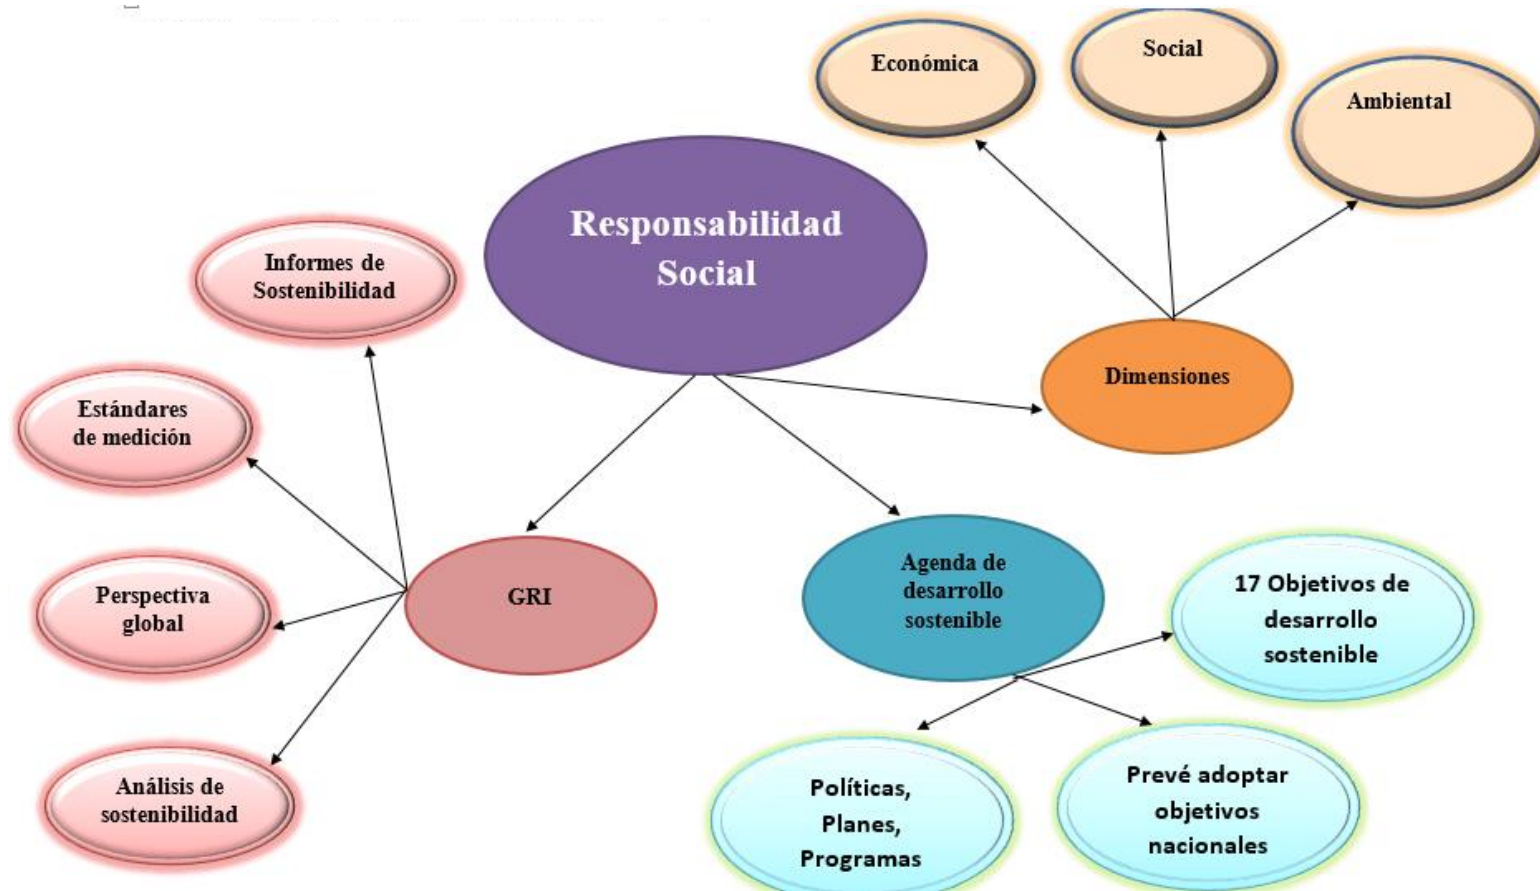 Económica
Social
Ambiental
Responsabilidad
Social
Informes de
Sostenibilidad
Dimensiones
Estándares
de medición
Agenda de
desarrollo
sostenible
GRI
17 Objetivos de
desarrollo
sostenible
Perspectiva
global
Análisis de
sostenibilidad
Políticas,
Planes,
Programas
Prevé adoptar
objetivos
nacionales